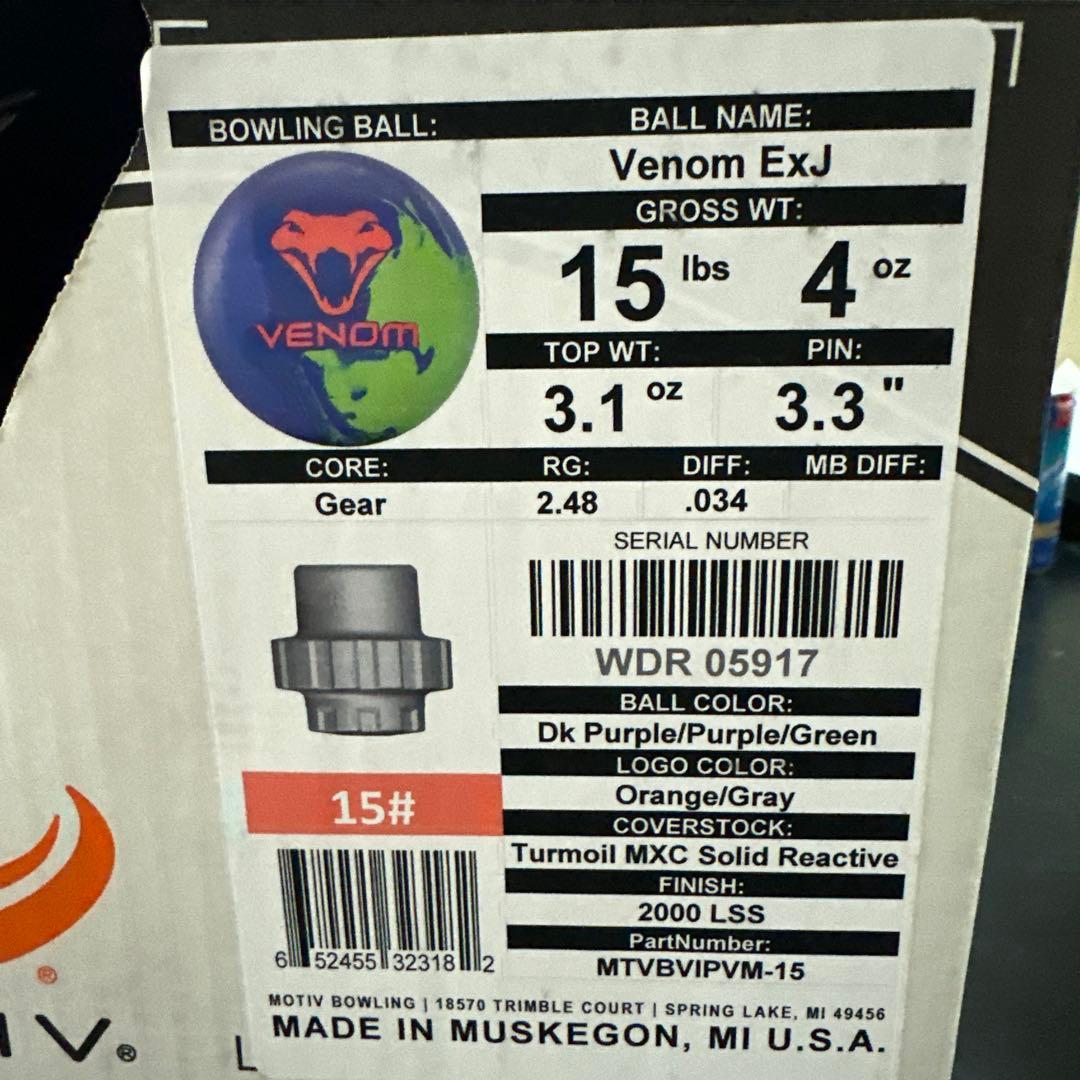 BOWLING BALL:
BALL NAME:
Venom ExJ
GROSS WT:
15 lbs 4 oz
VENOM
TOP WT: PIN:
3.1 oz 3.3 "
CORE: RG: DIFF: MB DIFF:
Gear 2.48 .034
SERIAL NUMBER
WDR 05917
BALL COLOR:
Dk Purple/Purple/Green
LOGO COLOR:
15# Orange/Gray
COVERSTOCK:
Turmoil MXC Solid Reactive
FINISH:
2000 LSS
PartNumber:
6 52455 32318 2 MTVBVIPVM-15
MOTIV BOWLING | 18570 TRIMBLE COURT | SPRING LAKE, MI 49456
MADE IN MUSKEGON, MI U.S.A.
®
IV®
L